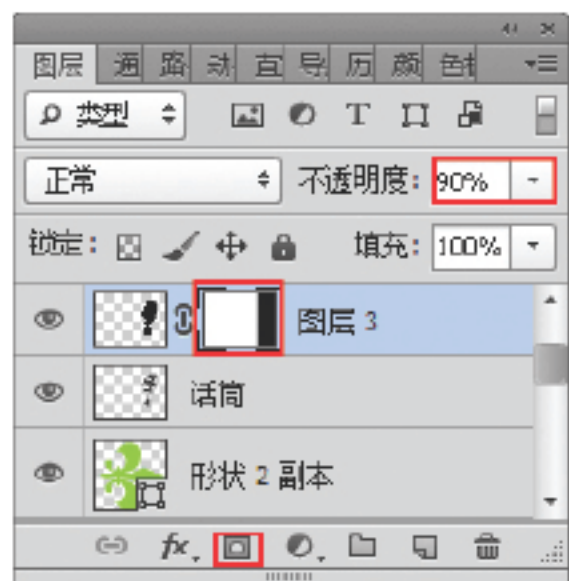 图层 通 路 动 直 导 历 颜 色
类型 T
正常 不透明度: 90%
锁定: 填充: 100%
图层 3
话筒
形状 2 副本
fx.